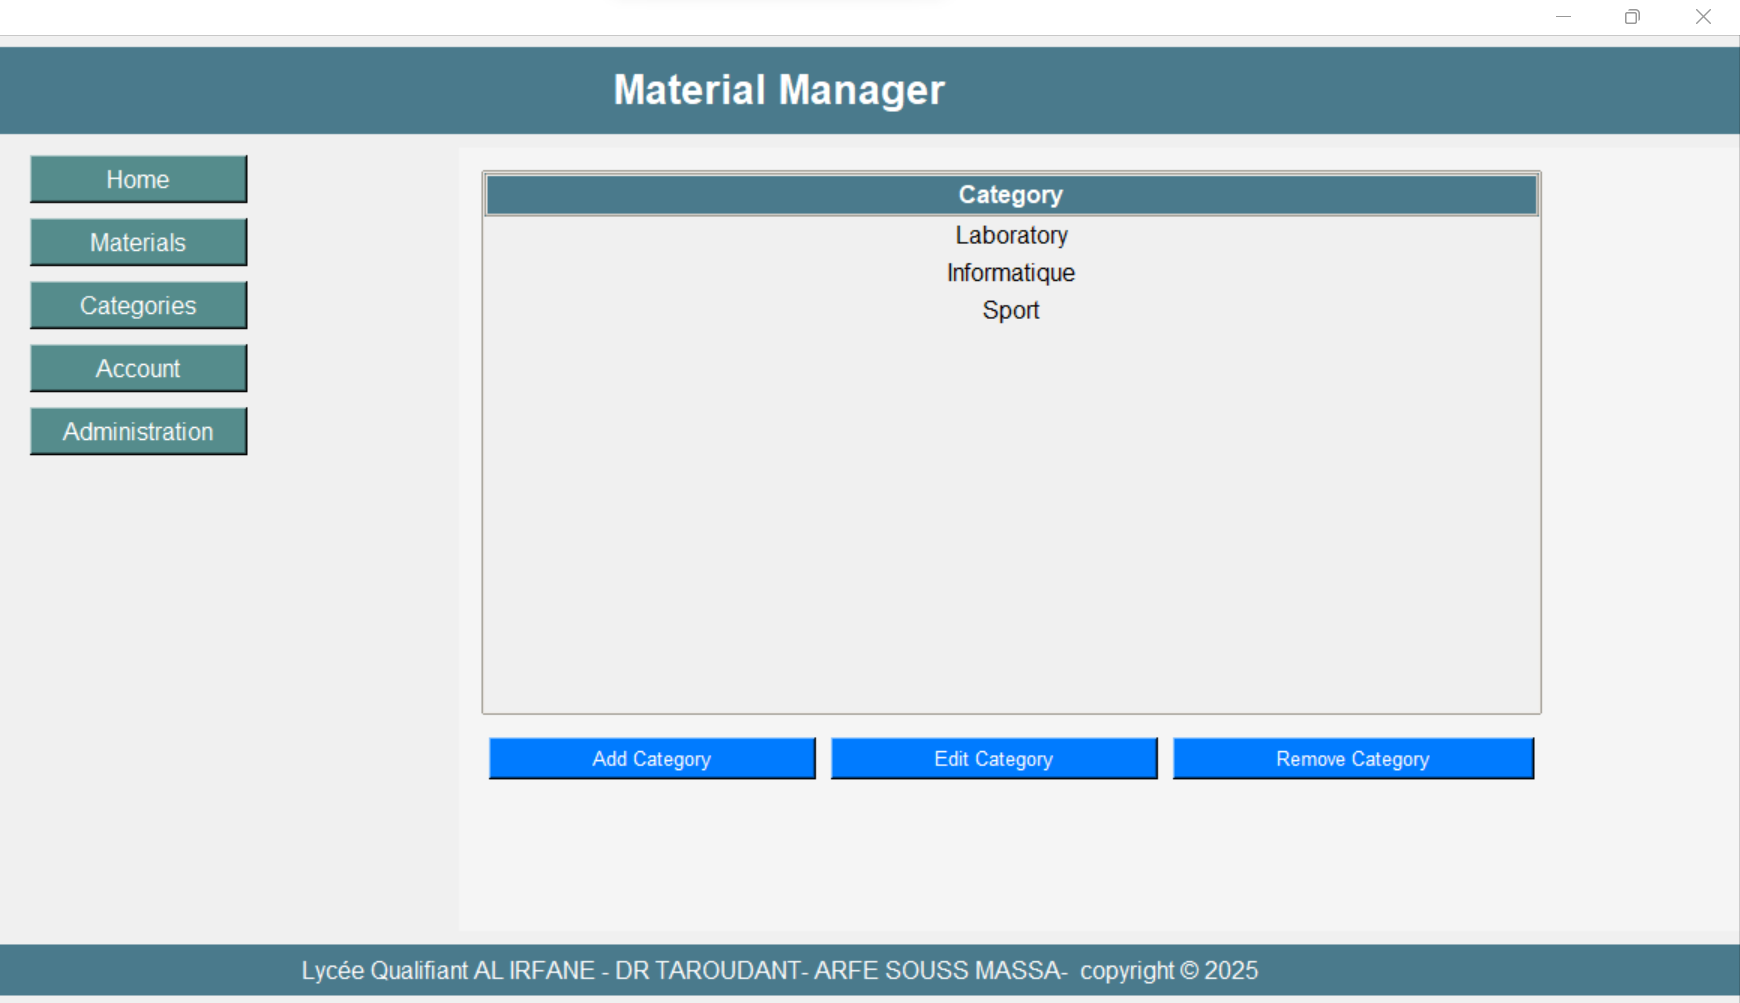 Material Manager
Home
Materials
Categories
Account
Administration
Category
Laboratory
Informatique
Sport
Add Category
Edit Category
Remove Category
Lycée Qualifiant AL IRFANE - DR TAROUDANT- ARFE SOUSS MASSA-  copyright © 2025